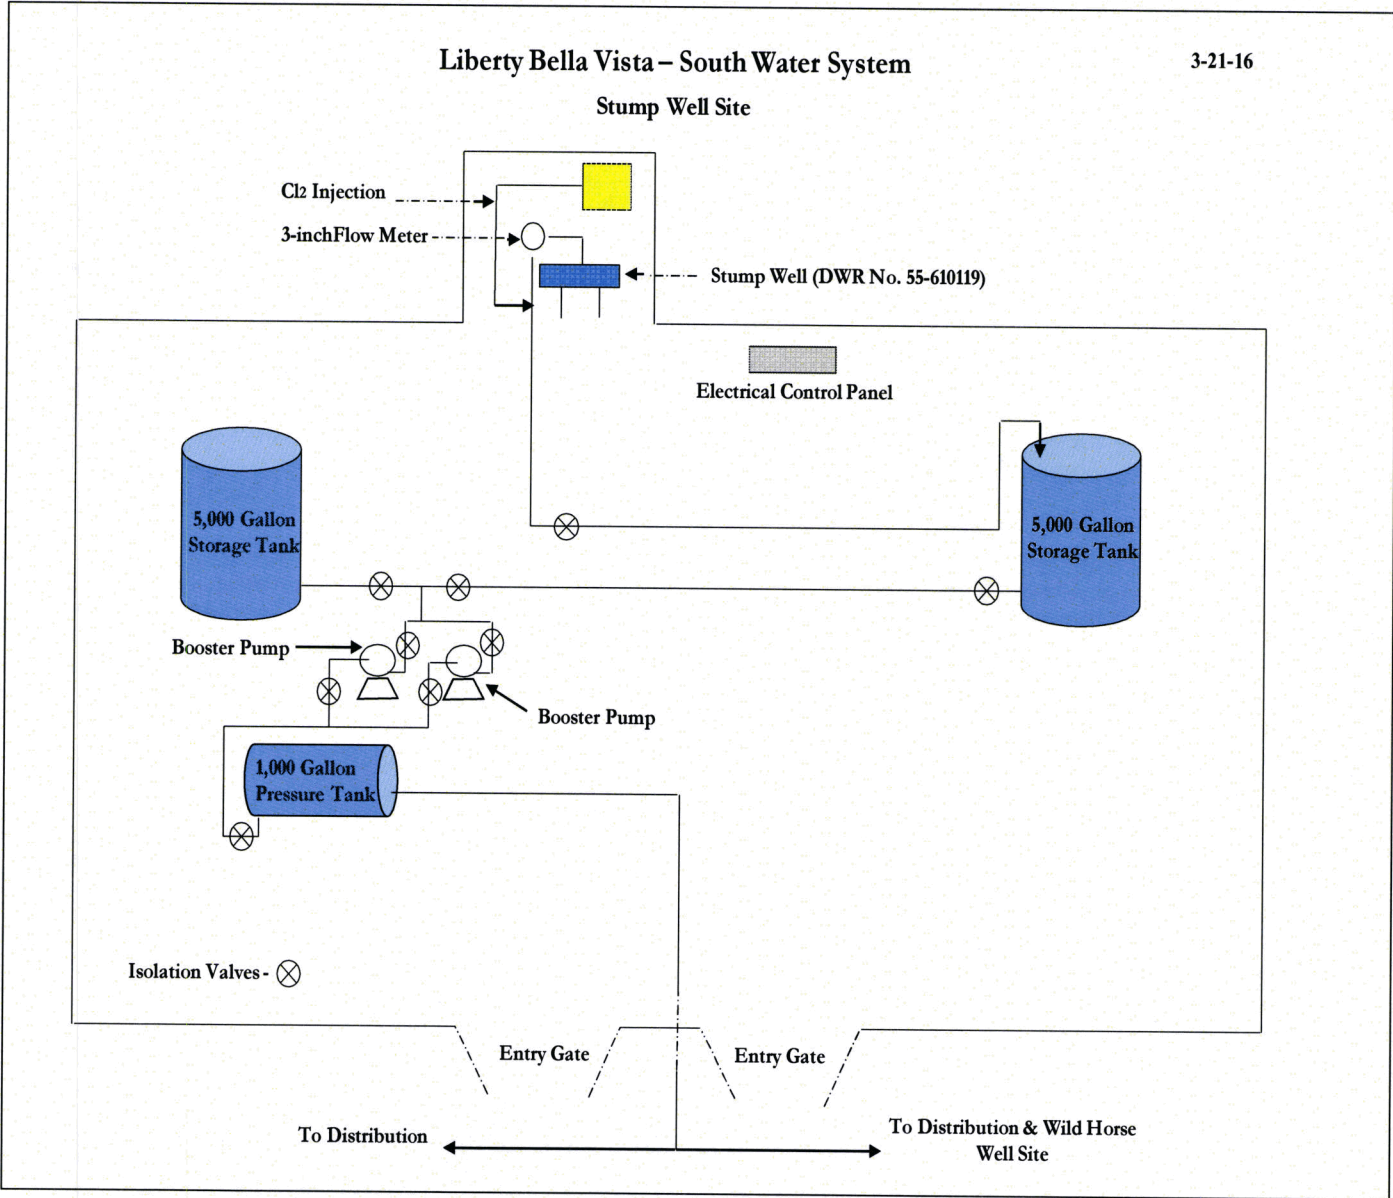 Liberty Bella Vista – South Water System
3-21-16
Stump Well Site
Cl2 Injection
3-inchFlow Meter
Stump Well (DWR No. 55-610119)
Electrical Control Panel
5,000 Gallon
Storage Tank
5,000 Gallon
Storage Tank
Booster Pump
Booster Pump
1,000 Gallon
Pressure Tank
Isolation Valves -
Entry Gate
Entry Gate
To Distribution
To Distribution & Wild Horse
Well Site